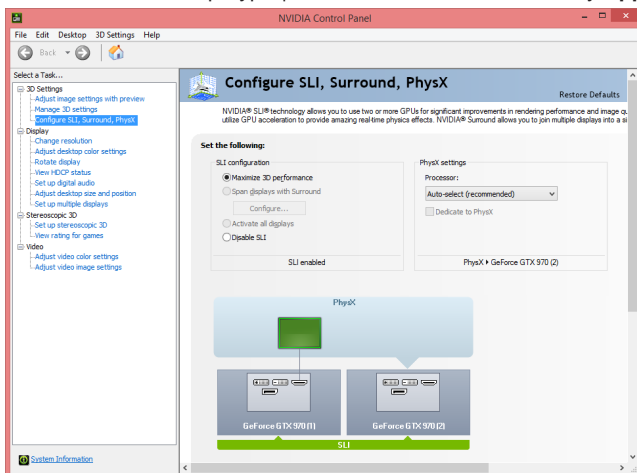 NVIDIA Control Panel
File Edit Desktop 3D Settings Help
Back
Select a Task...
3D Settings
Adjust image settings with preview
Manage 3D settings
Configure SLI, Surround, PhysX
Display
Change resolution
Adjust desktop color settings
Rotate display
View HDCP status
Set up digital audio
Adjust desktop size and position
Set up multiple displays
Stereoscopic 3D
Set up stereoscopic 3D
View rating for games
Video
Adjust video color settings
Adjust video image settings
System Information
Configure SLI, Surround, PhysX
Restore Defaults
NVIDIA® SLI® technology allows you to use two or more GPUs for significant improvements in rendering performance and image qu
utilize GPU acceleration to provide amazing real-time physics effects. NVIDIA® Surround allows you to join multiple displays into a si
Set the following:
SLI configuration
Maximize 3D performance
Span displays with Surround
Configure...
Activate all displays
Disable SLI
SLI enabled
PhysX settings
Processor:
Auto-select (recommended)
Dedicate to PhysX
PhysX ▸ GeForce GTX 970 (2)
PhysX
GeForce GTX 970 (1)
GeForce GTX 970 (2)
SLI